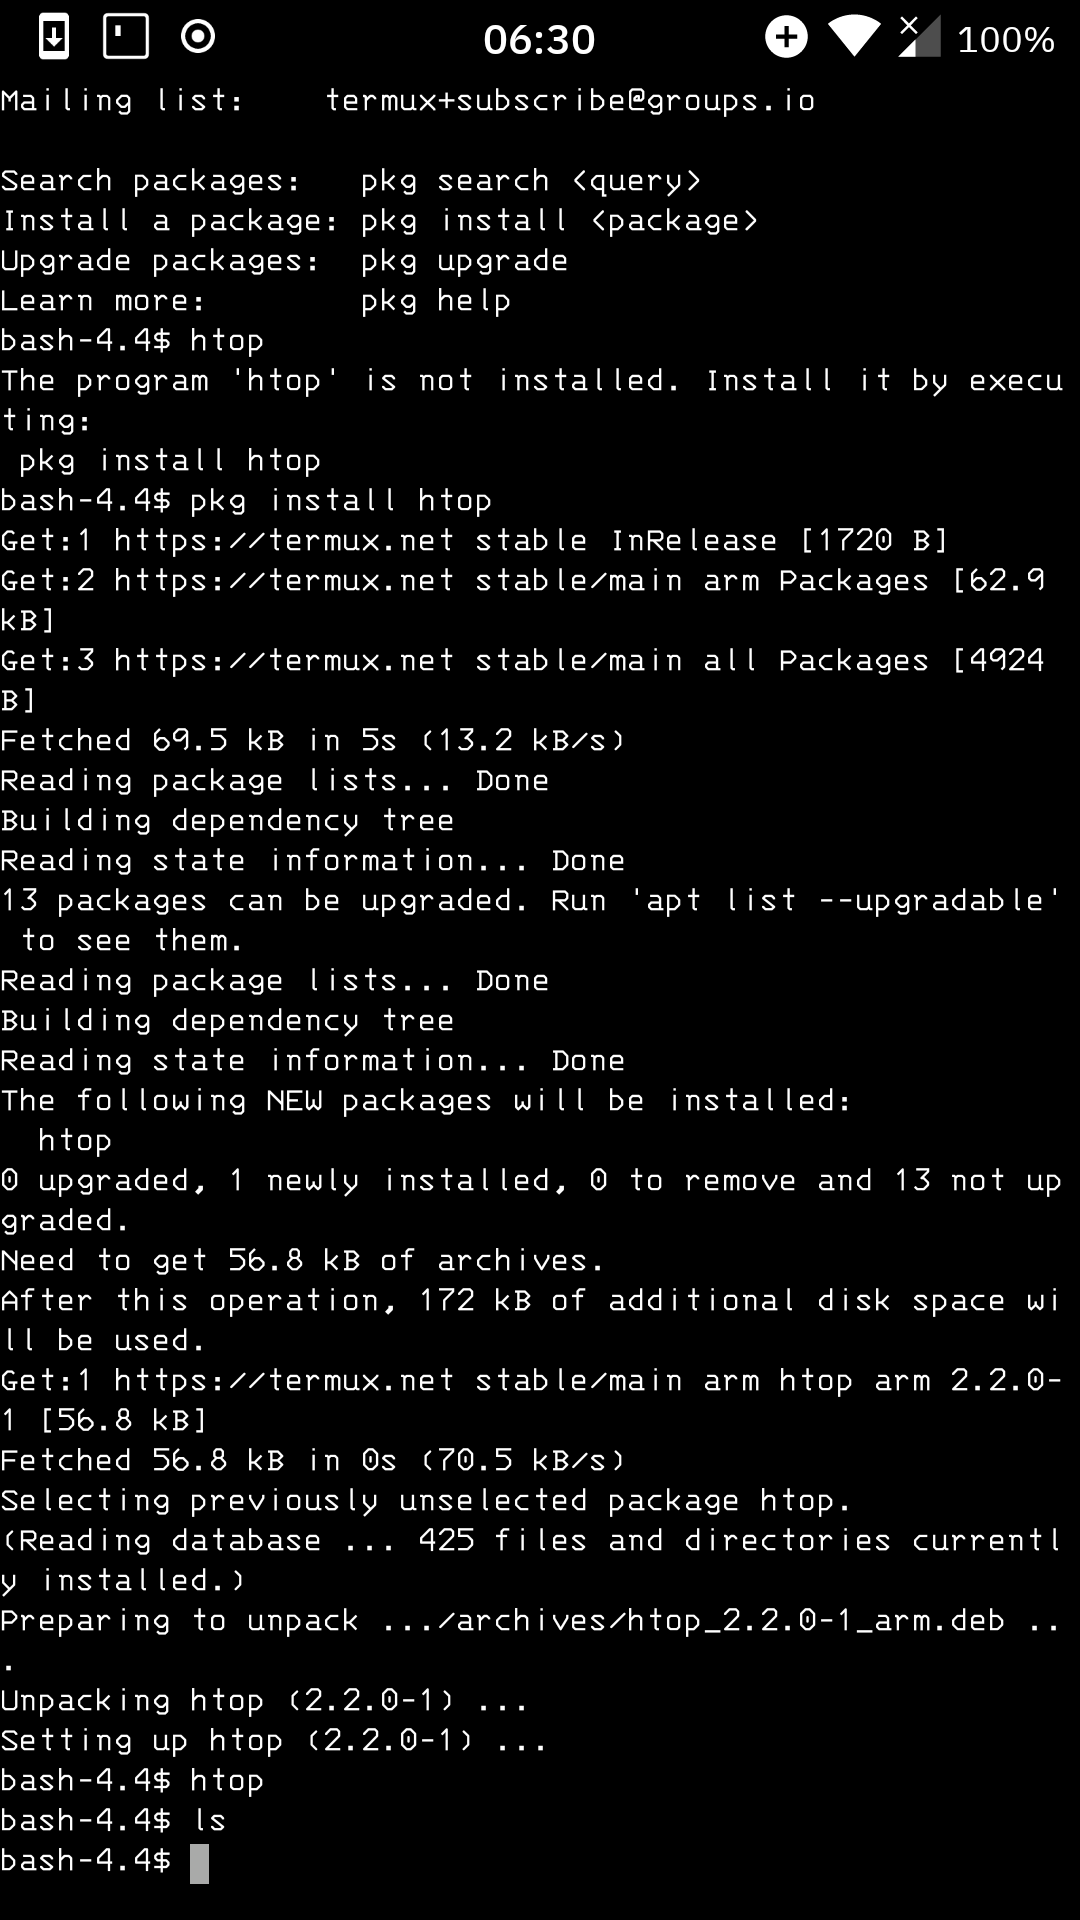 06:30 100%
Mailing list:    termux+subscribe@groups.io
Search packages:   pkg search <query>
Install a package: pkg install <package>
Upgrade packages:  pkg upgrade
Learn more:        pkg help
bash-4.4$ htop
The program 'htop' is not installed. Install it by execu
ting:
 pkg install htop
bash-4.4$ pkg install htop
Get:1 https://termux.net stable InRelease [1720 B]
Get:2 https://termux.net stable/main arm Packages [62.9
kB]
Get:3 https://termux.net stable/main all Packages [4924
B]
Fetched 69.5 kB in 5s (13.2 kB/s)
Reading package lists... Done
Building dependency tree
Reading state information... Done
13 packages can be upgraded. Run 'apt list --upgradable'
 to see them.
Reading package lists... Done
Building dependency tree
Reading state information... Done
The following NEW packages will be installed:
  htop
0 upgraded, 1 newly installed, 0 to remove and 13 not up
graded.
Need to get 56.8 kB of archives.
After this operation, 172 kB of additional disk space wi
ll be used.
Get:1 https://termux.net stable/main arm htop arm 2.2.0-
1 [56.8 kB]
Fetched 56.8 kB in 0s (70.5 kB/s)
Selecting previously unselected package htop.
(Reading database ... 425 files and directories currentl
y installed.)
Preparing to unpack .../archives/htop_2.2.0-1_arm.deb ..
.
Unpacking htop (2.2.0-1) ...
Setting up htop (2.2.0-1) ...
bash-4.4$ htop
bash-4.4$ ls
bash-4.4$